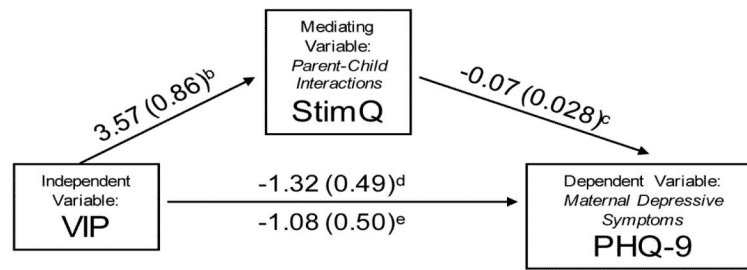 Mediating
Variable:
Parent-Child
Interactions
StimQ
3.57 (0.86)ᵇ
-0.07 (0.028)ᶜ
Independent
Variable:
VIP
-1.32 (0.49)ᵈ
-1.08 (0.50)ᵉ
Dependent Variable:
Maternal Depressive
Symptoms
PHQ-9